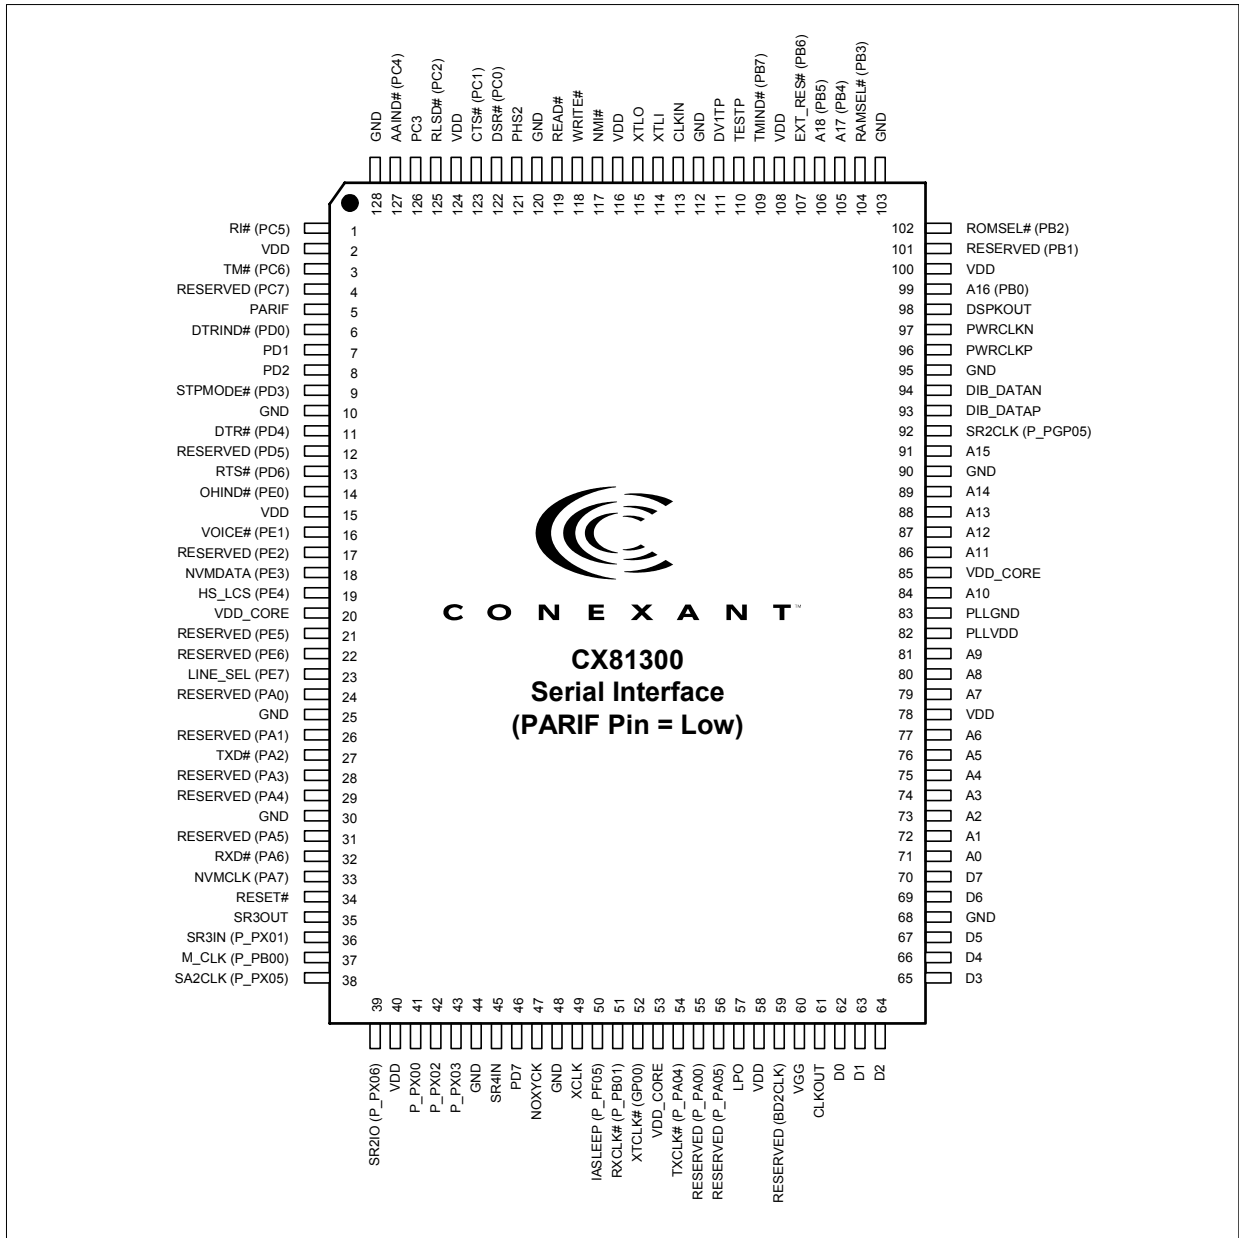 GND
AAIND# (PC4)
PC3
RLSD# (PC2)
VDD
CTS# (PC1)
DSR# (PC0)
PHS2
GND
READ#
WRITE#
NMI#
VDD
XTLO
XTLI
CLKIN
GND
DV1TP
TESTP
TMIND# (PB7)
VDD
EXT_RES# (PB6)
A18 (PB5)
A17 (PB4)
RAMSEL# (PB3)
GND
128
127
126
125
124
123
122
121
120
119
118
117
116
115
114
113
112
111
110
109
108
107
106
105
104
103
RI# (PC5) 1
VDD 2
TM# (PC6) 3
RESERVED (PC7) 4
PARIF 5
DTRIND# (PD0) 6
PD1 7
PD2 8
STPMODE# (PD3) 9
GND 10
DTR# (PD4) 11
RESERVED (PD5) 12
RTS# (PD6) 13
OHIND# (PE0) 14
VDD 15
VOICE# (PE1) 16
RESERVED (PE2) 17
NVMDATA (PE3) 18
HS_LCS (PE4) 19
VDD_CORE 20
RESERVED (PE5) 21
RESERVED (PE6) 22
LINE_SEL (PE7) 23
RESERVED (PA0) 24
GND 25
RESERVED (PA1) 26
TXD# (PA2) 27
RESERVED (PA3) 28
RESERVED (PA4) 29
GND 30
RESERVED (PA5) 31
RXD# (PA6) 32
NVMCLK (PA7) 33
RESET# 34
SR3OUT 35
SR3IN (P_PX01) 36
M_CLK (P_PB00) 37
SA2CLK (P_PX05) 38
CONEXANT™
CX81300
Serial Interface
(PARIF Pin = Low)
102 ROMSEL# (PB2)
101 RESERVED (PB1)
100 VDD
99 A16 (PB0)
98 DSPKOUT
97 PWRCLKN
96 PWRCLKP
95 GND
94 DIB_DATAN
93 DIB_DATAP
92 SR2CLK (P_PGP05)
91 A15
90 GND
89 A14
88 A13
87 A12
86 A11
85 VDD_CORE
84 A10
83 PLLGND
82 PLLVDD
81 A9
80 A8
79 A7
78 VDD
77 A6
76 A5
75 A4
74 A3
73 A2
72 A1
71 A0
70 D7
69 D6
68 GND
67 D5
66 D4
65 D3
39
40
41
42
43
44
45
46
47
48
49
50
51
52
53
54
55
56
57
58
59
60
61
62
63
64
SR2IO (P_PX06)
VDD
P_PX00
P_PX02
P_PX03
GND
SR4IN
PD7
NOXYCK
GND
XCLK
IASLEEP (P_PF05)
RXCLK# (P_PB01)
XTCLK# (GP00)
VDD_CORE
TXCLK# (P_PA04)
RESERVED (P_PA00)
RESERVED (P_PA05)
LPO
VDD
RESERVED (BD2CLK)
VGG
CLKOUT
D0
D1
D2